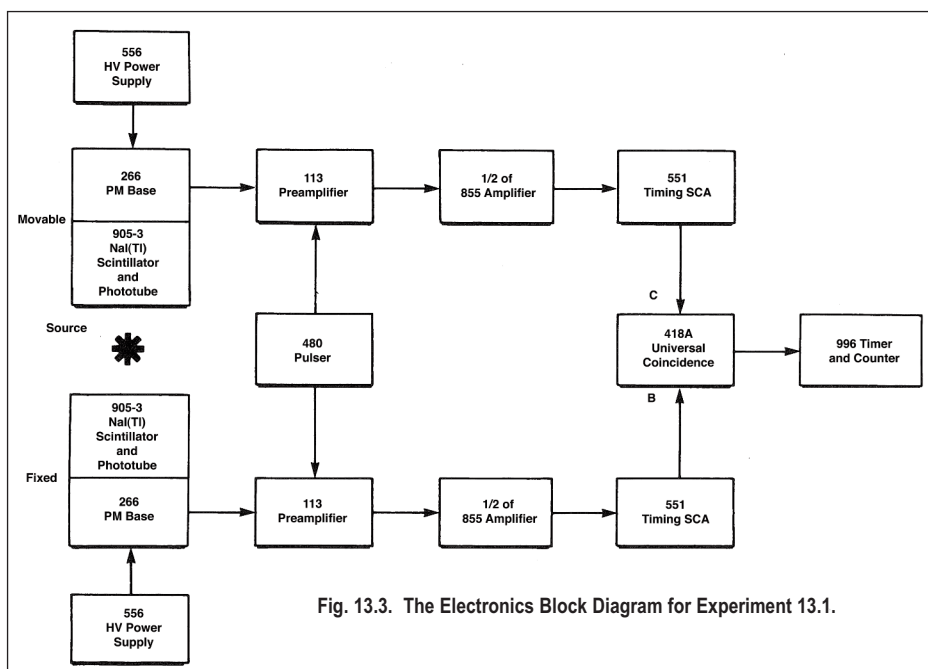 556
HV Power
Supply
266
PM Base
Movable
905-3
NaI(Tl)
Scintillator
and
Phototube
113
Preamplifier
1/2 of
855 Amplifier
551
Timing SCA
C
Source
480
Pulser
418A
Universal
Coincidence
996 Timer
and Counter
B
905-3
NaI(Tl)
Scintillator
and
Phototube
Fixed
266
PM Base
113
Preamplifier
1/2 of
855 Amplifier
551
Timing SCA
556
HV Power
Supply
Fig. 13.3. The Electronics Block Diagram for Experiment 13.1.